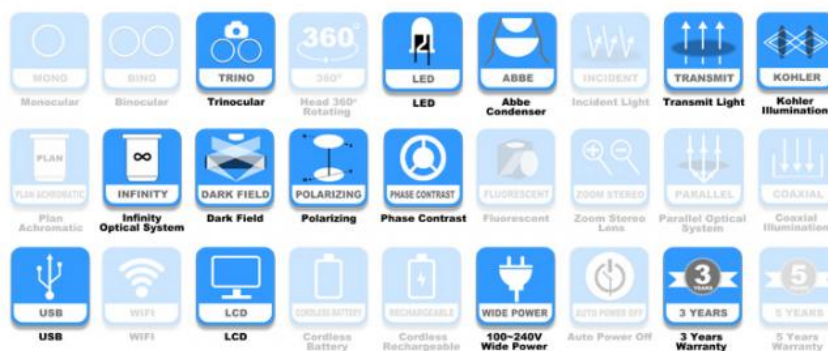 360°
MONO BINO TRINO 360° LED ABBE INCIDENT TRANSMIT KOHLER
Monocular Binocular Trinocular Head 360° Rotating LED Abbe Condenser Incident Light Transmit Light Kohler Illumination
PLAN ∞
PLAN ACHROMATIC INFINITY DARK FIELD POLARIZING PHASE CONTRAST FLUORESCENT ZOOM STEREO PARALLEL COAXIAL
Plan Achromatic Infinity Optical System Dark Field Polarizing Phase Contrast Fluorescent Zoom Stereo Lens Parallel Optical System Coaxial Illumination
3 YEARS 5 YEARS
USB WIFI LCD CORDLESS BATTERY RECHARGEABLE WIDE POWER AUTO POWER OFF 3 YEARS 5 YEARS
USB WIFI LCD Cordless Battery Cordless Rechargeable 100~240V Wide Power Auto Power Off 3 Years Warranty 5 Years Warranty